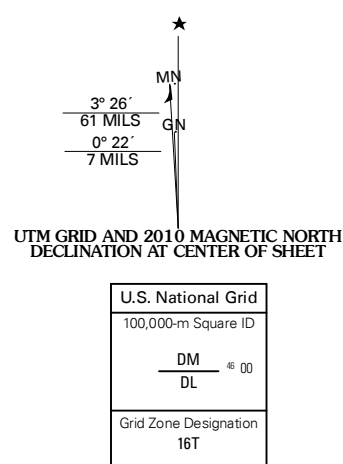 MN
3° 26´
61 MILS
GN
0° 22´
7 MILS
UTM GRID AND 2010 MAGNETIC NORTH
DECLINATION AT CENTER OF SHEET
U.S. National Grid
100,000-m Square ID
DM
46 00
DL
Grid Zone Designation
16T